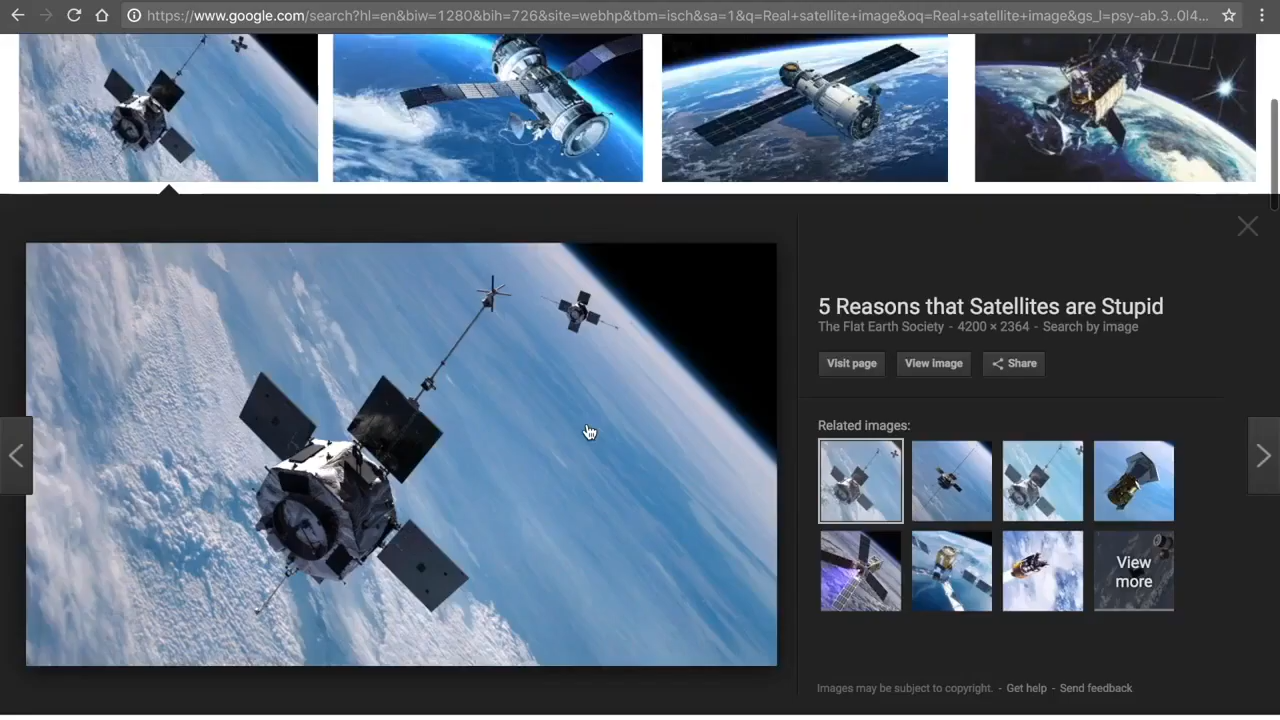 https://www.google.com/search?hl=en&biw=1280&bih=726&site=webhp&tbm=isch&sa=1&q=Real+satellite+image&oq=Real+satellite+image&gs_l=psy-ab.3..0l4...
5 Reasons that Satellites are Stupid
The Flat Earth Society - 4200 × 2364 - Search by image
Visit page
View image
Share
Related images:
View
more
Images may be subject to copyright. - Get help - Send feedback